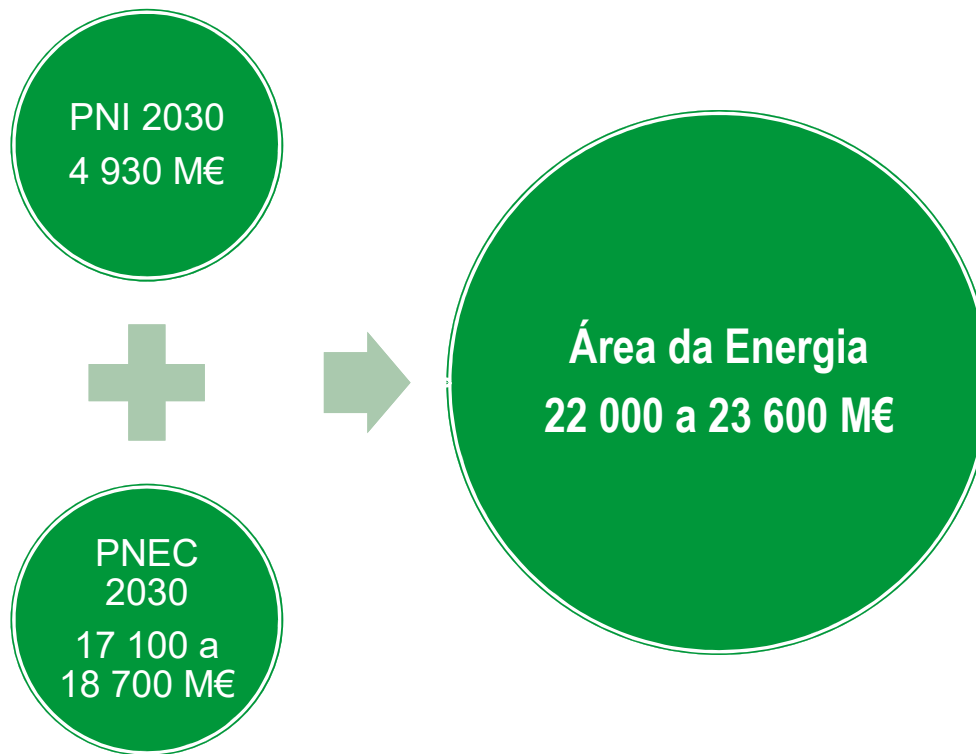 PNI 2030
4 930 M€
PNEC
2030
17 100 a
18 700 M€
Área da Energia
22 000 a 23 600 M€